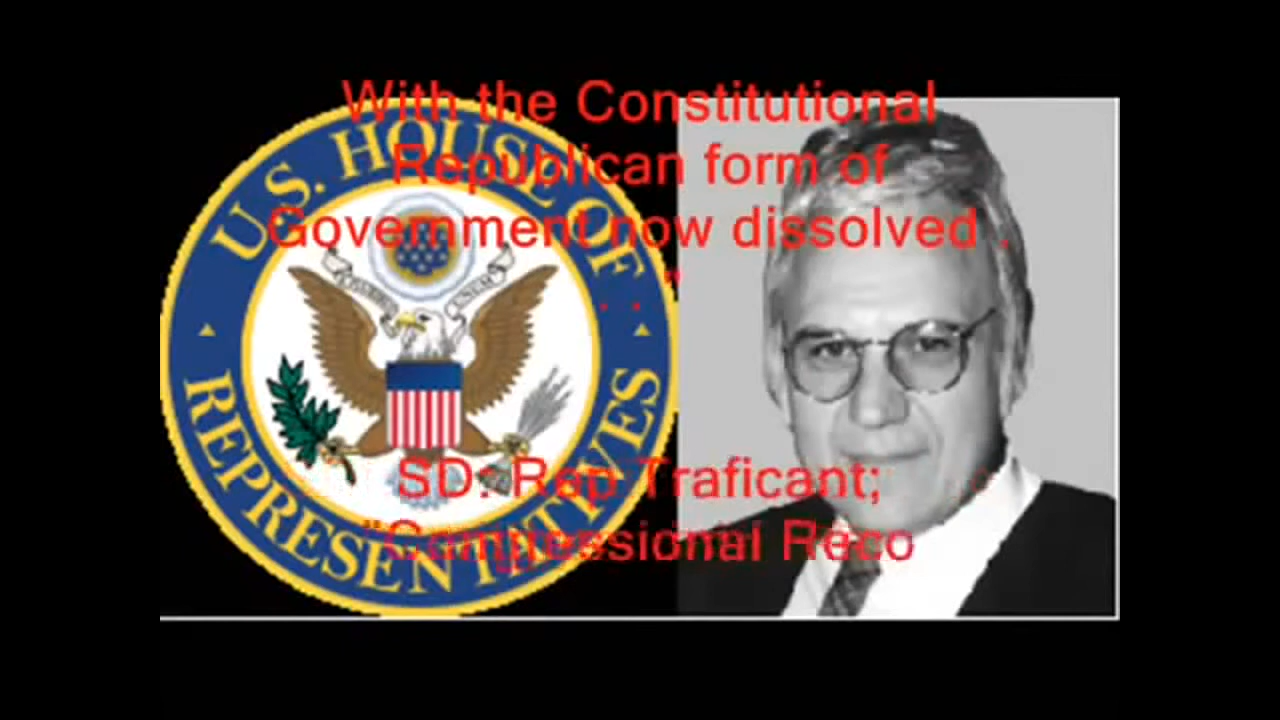 With the Constitutional
Republican form of
Government now dissolved .
. . "
U.S. HOUSE OF
REPRESENTATIVES
SD: Rep Traficant;
"Congressional Reco